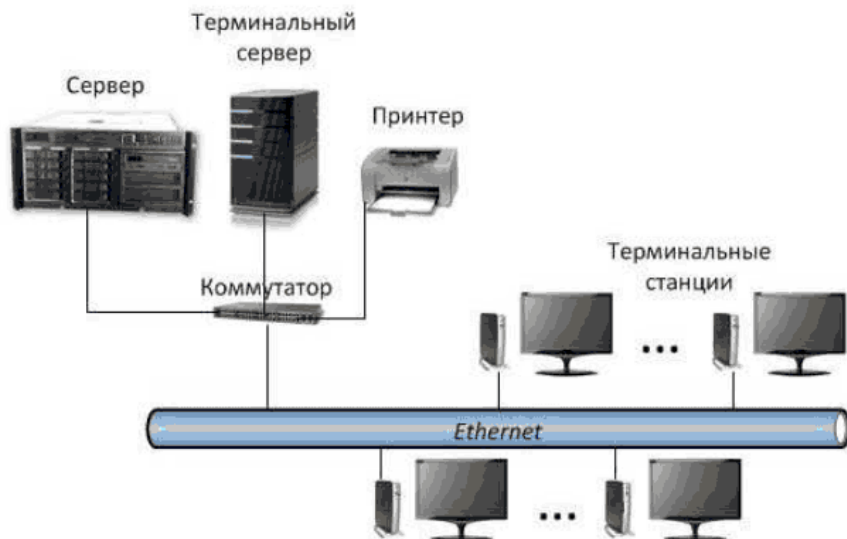 Терминальный
сервер
Сервер
Принтер
Коммутатор
Терминальные
станции
Ethernet